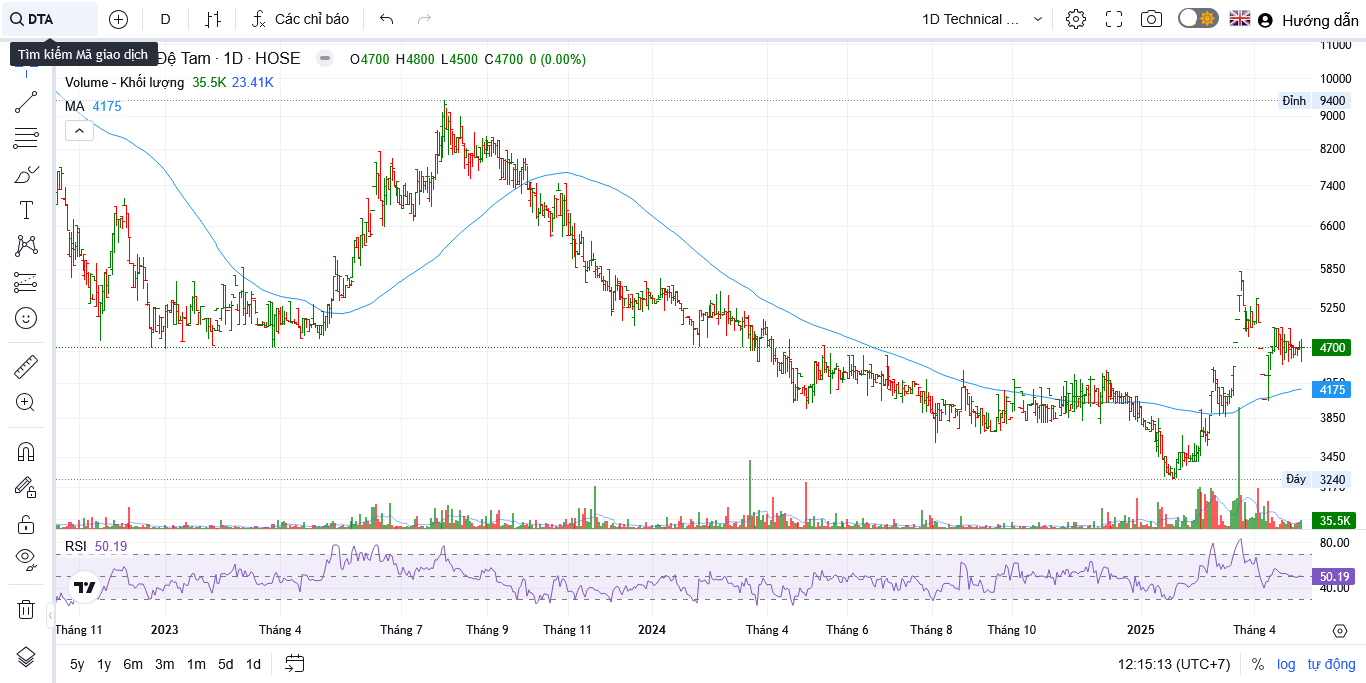 DTA D Các chỉ báo 1D Technical ... Hướng dẫn
Tìm kiếm Mã giao dịch
Đệ Tam · 1D · HOSE O4700 H4800 L4500 C4700 0 (0.00%)
Volume - Khối lượng 35.5K 23.41K
MA 4175
11000
10000
Đỉnh 9400
9000
8200
7400
6600
5850
5250
4700
4250
4175
3850
3450
Đáy 3240
3170
35.5K
RSI 50.19
80.00
50.19
40.00
Tháng 11 2023 Tháng 4 Tháng 7 Tháng 9 Tháng 11 2024 Tháng 4 Tháng 6 Tháng 8 Tháng 10 2025 Tháng 4
5y 1y 6m 3m 1m 5d 1d 12:15:13 (UTC+7) % log tự động